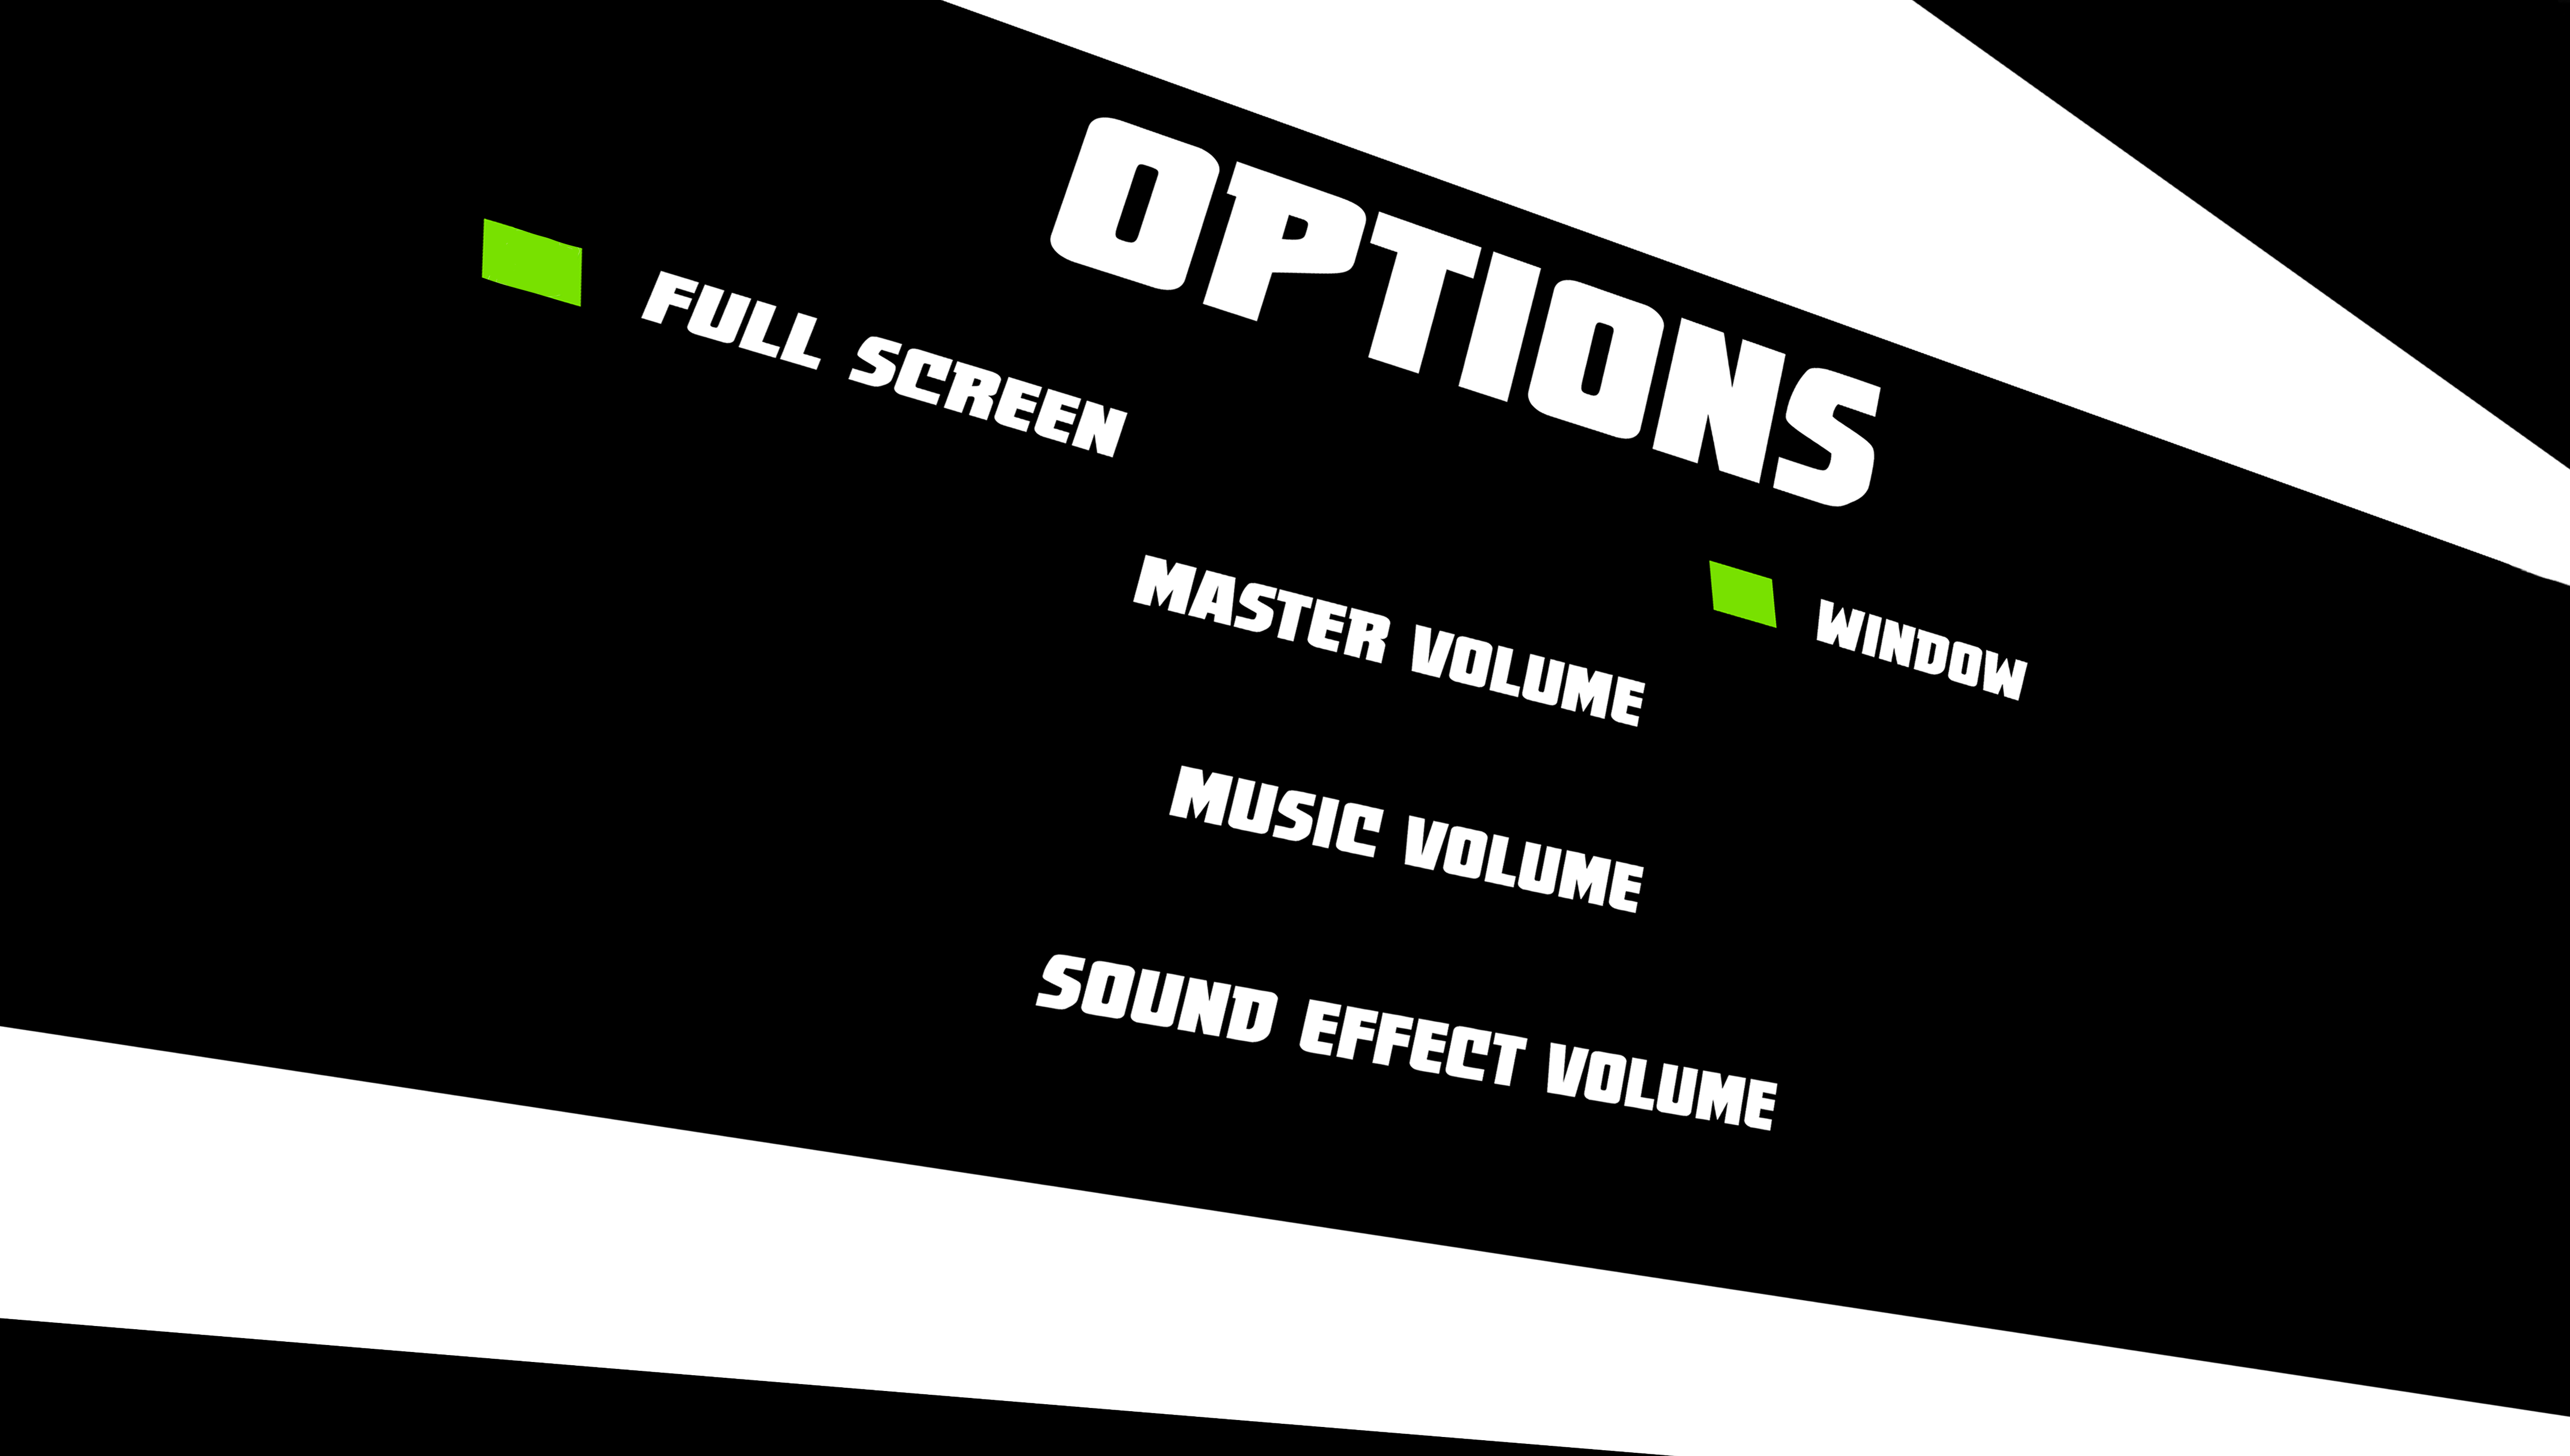 OPTIONS
FULL SCREEN
WINDOW
MASTER VOLUME
MUSIC VOLUME
SOUND EFFECT VOLUME